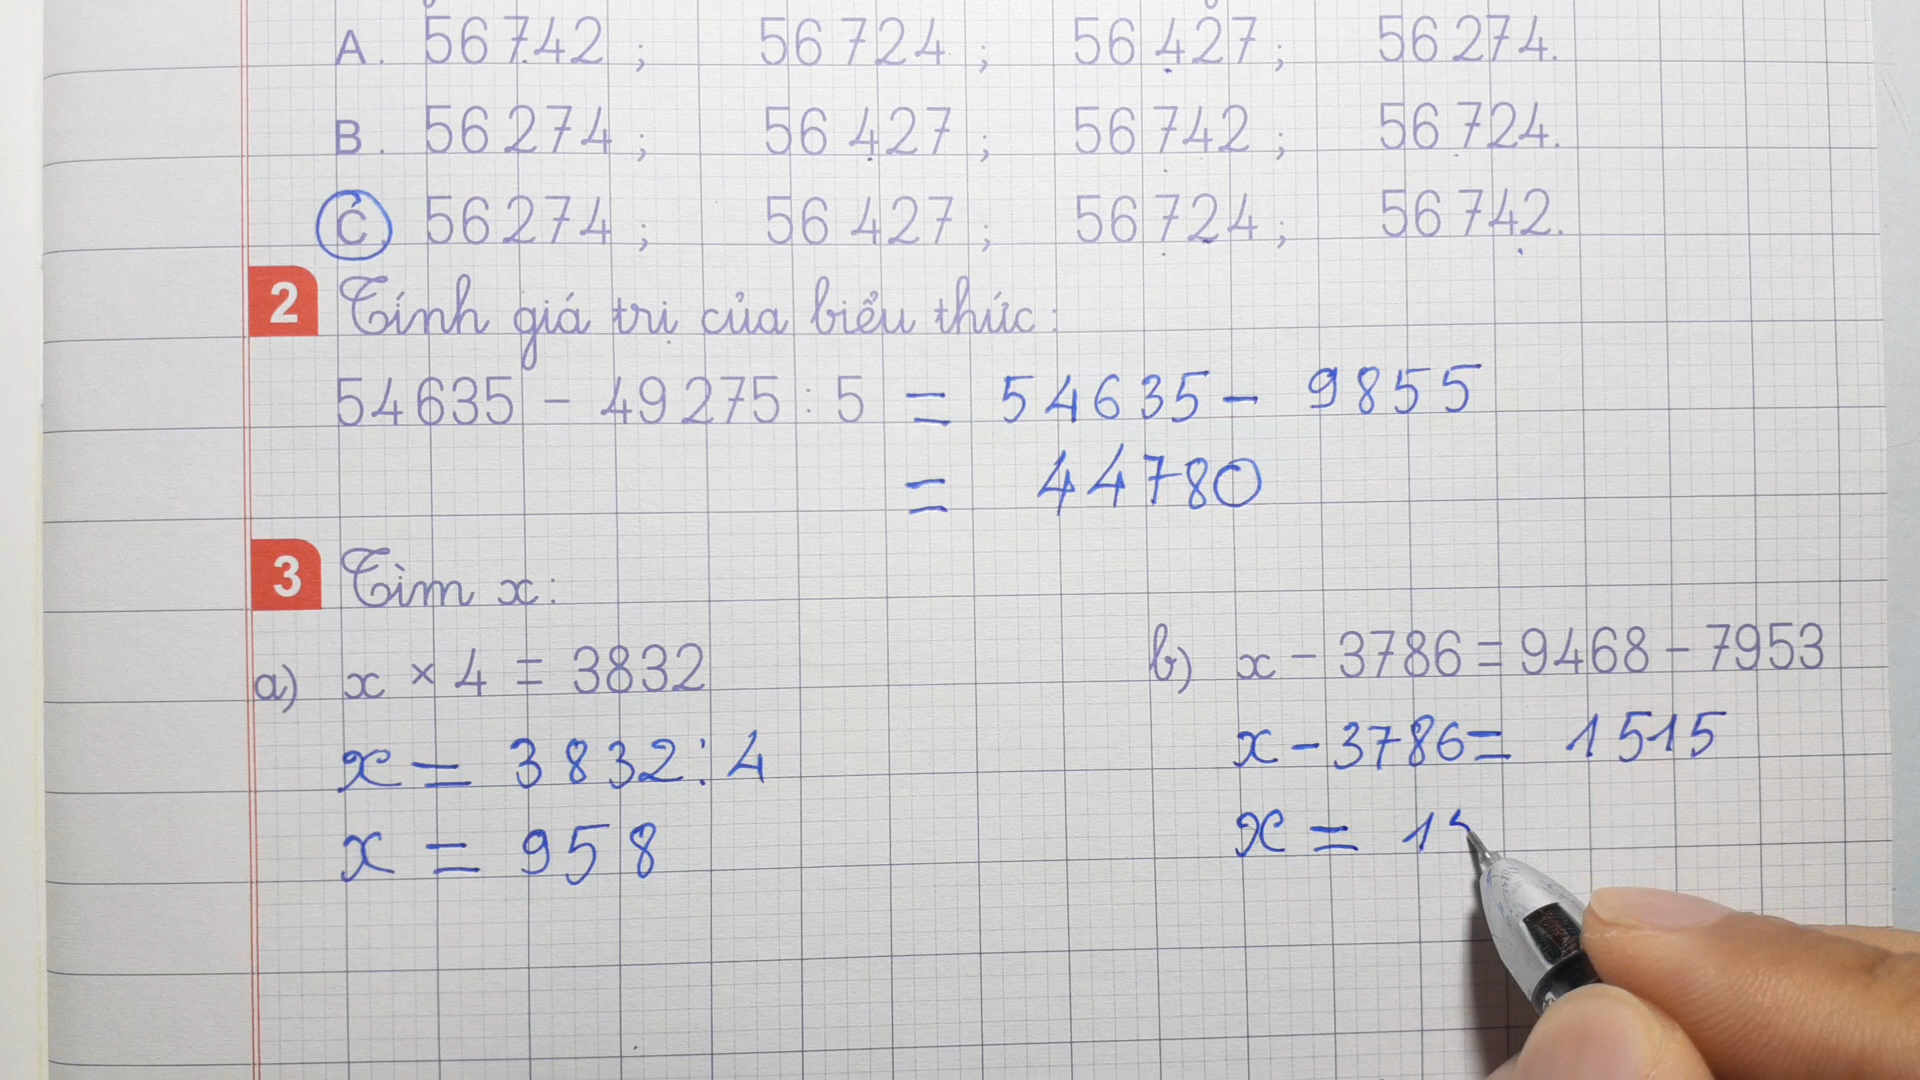 A. 56742; 56724; 56427; 56274.
B. 56274; 56427; 56742; 56724.
C 56274; 56427; 56724; 56742.
2 Tính giá trị của biểu thức:
54635 - 49275 : 5 = 54635 - 9855
= 44780
3 Tìm x:
a) x × 4 = 3832
x = 3832 : 4
x = 958
b) x - 3786 = 9468 - 7953
x - 3786 = 1515
x = 1